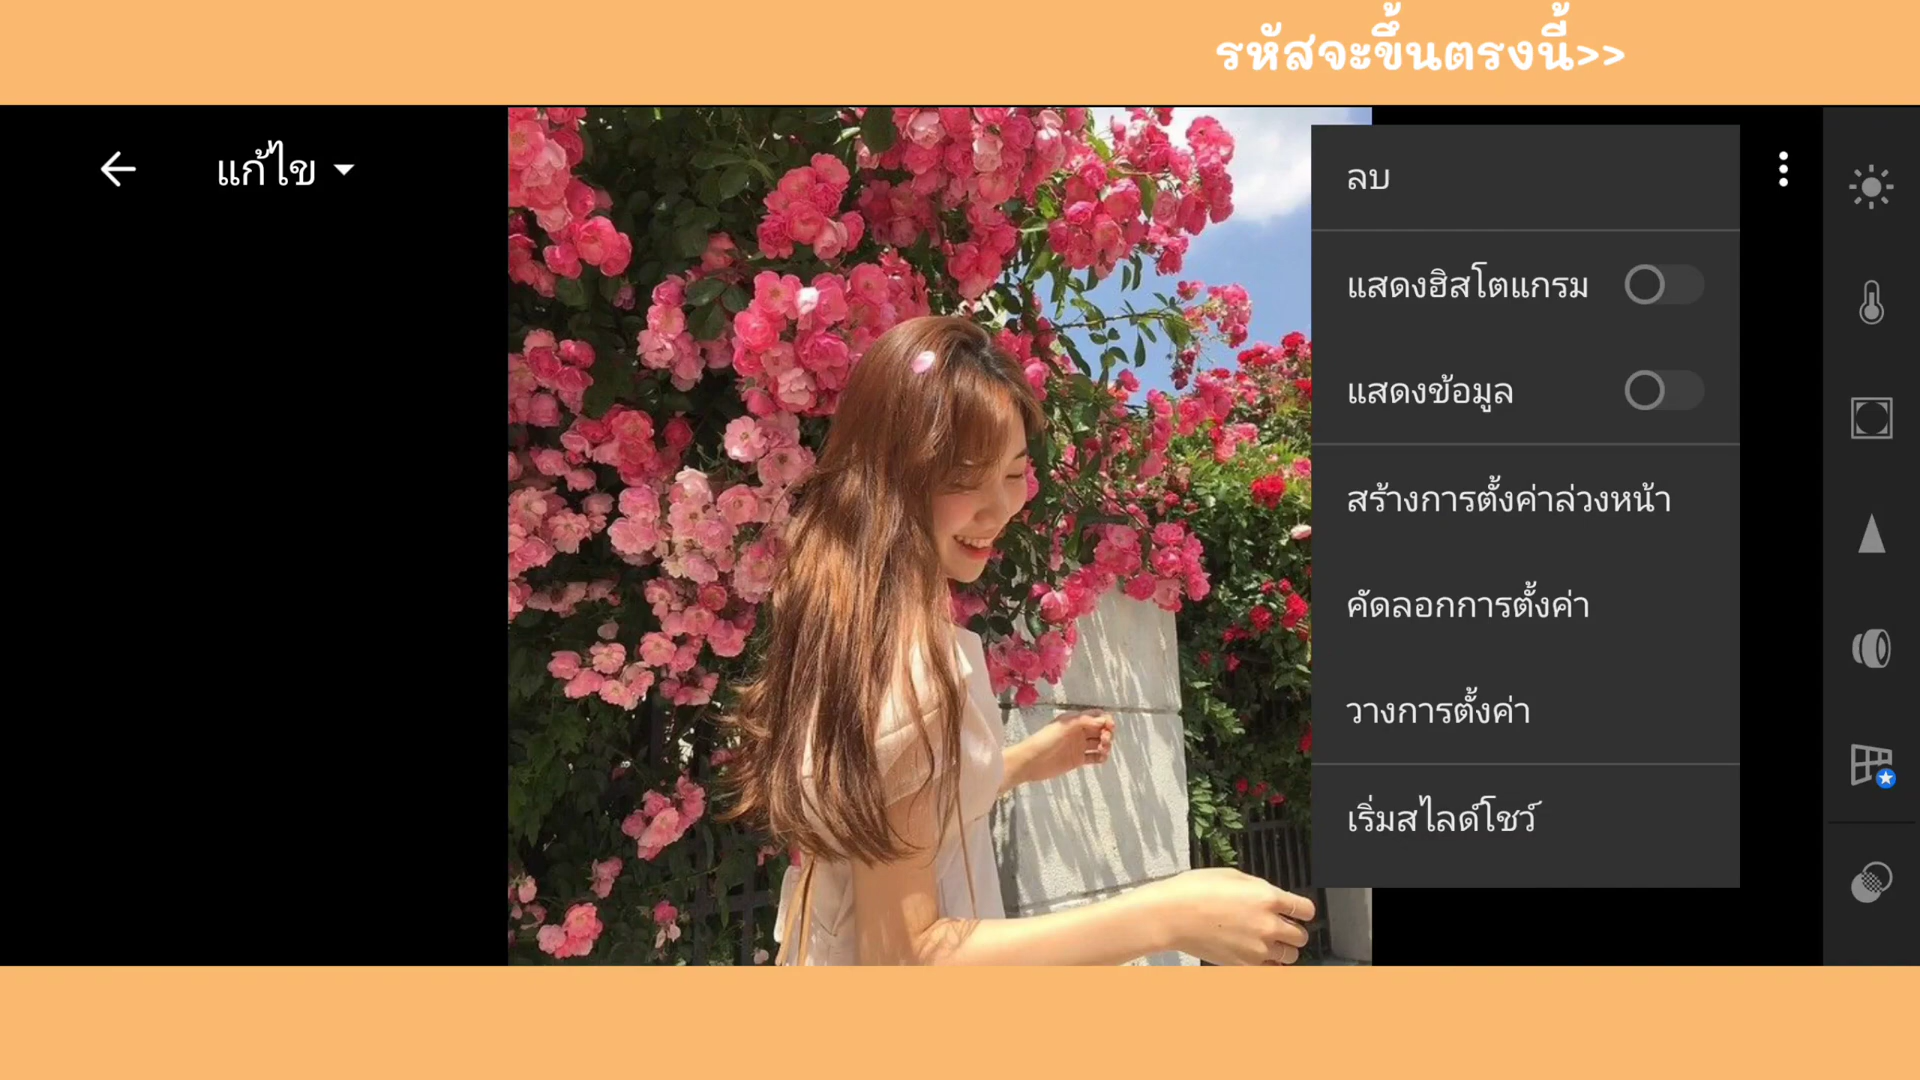 รหัสจะขึ้นตรงนี้>>
แก้ไข
ลบ
แสดงฮิสโตแกรม
แสดงข้อมูล
สร้างการตั้งค่าล่วงหน้า
คัดลอกการตั้งค่า
วางการตั้งค่า
เริ่มสไลด์โชว์